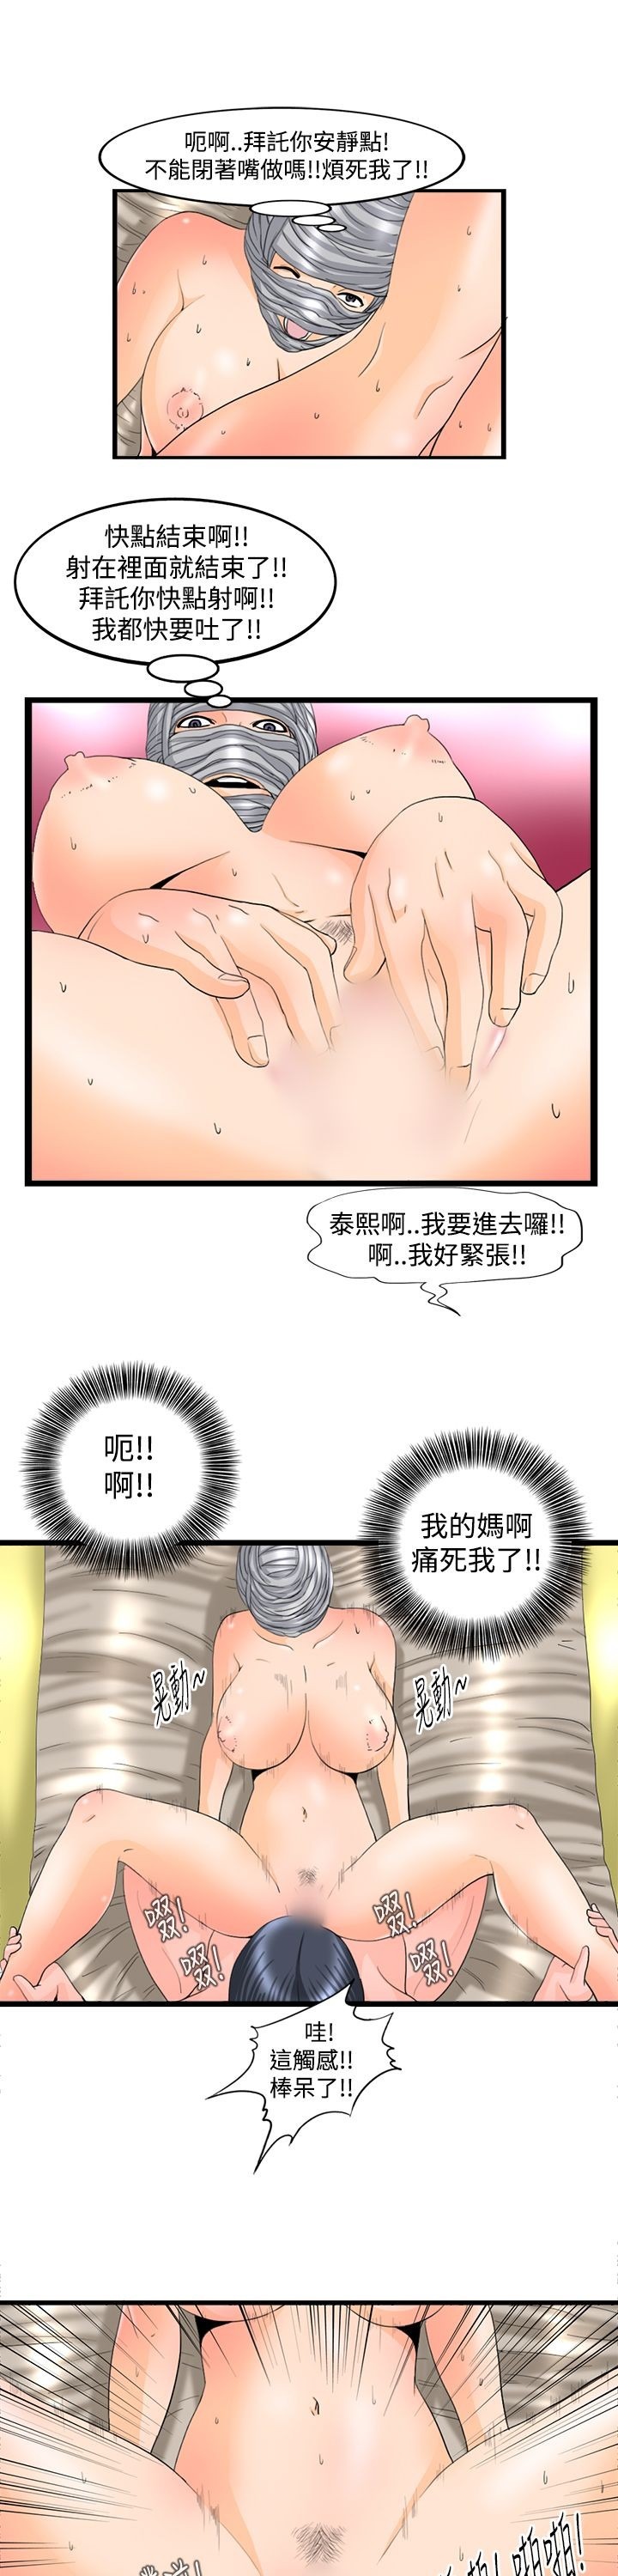 呃啊..拜託你安靜點!
不能閉著嘴做嗎!!煩死我了!!
快點結束啊!!
射在裡面就結束了!!
拜託你快點射啊!!
我都快要吐了!!
泰熙啊..我要進去囉!!
啊..我好緊張!!
呃!!
啊!!
我的媽啊
痛死我了!!
晃動~
晃動~
啜!
啜!
啜!
啜!
哇!
這觸感!!
棒呆了!!
啪!